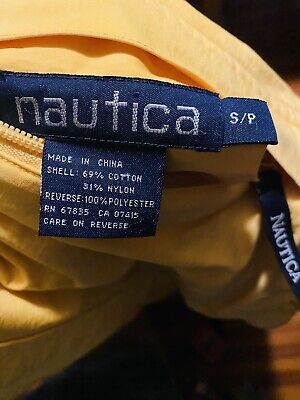 nautica
S/P
MADE IN CHINA
SHELL: 69% COTTON
31% NYLON
REVERSE:100%POLYESTER
RN 67835 CA 07415
CARE ON REVERSE
NAUTICA